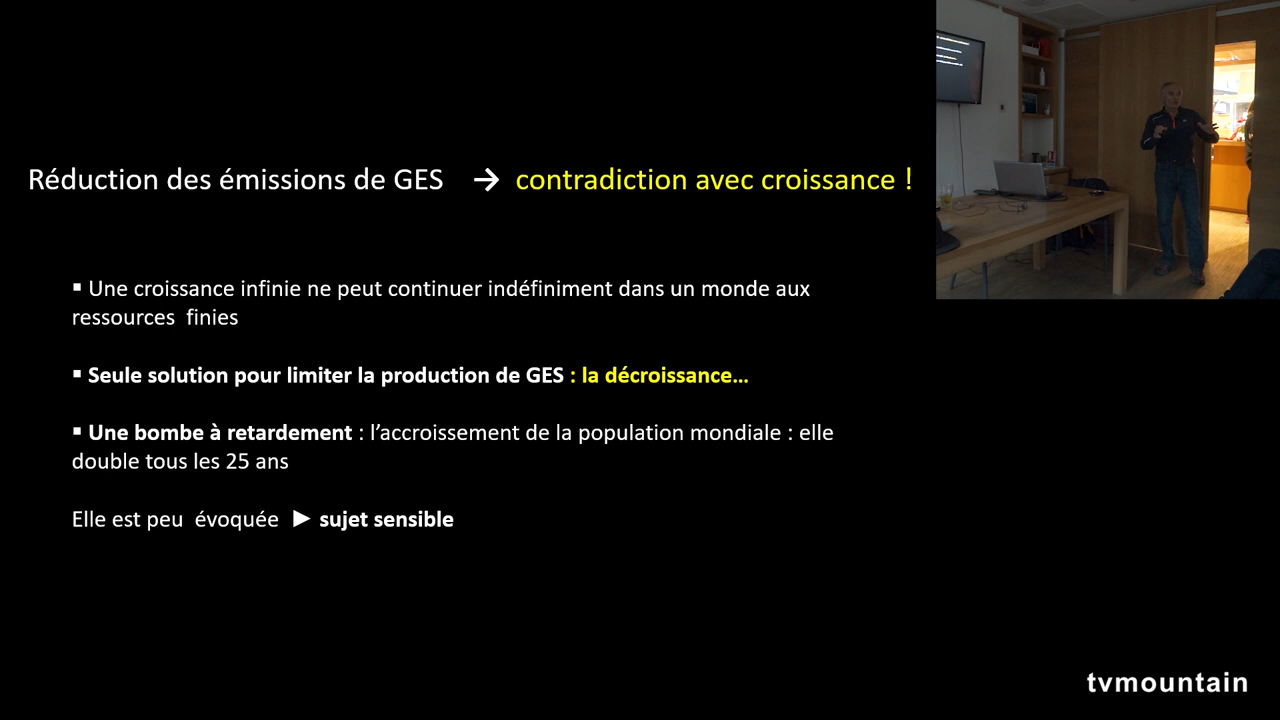 Réduction des émissions de GES → contradiction avec croissance !
▪ Une croissance infinie ne peut continuer indéfiniment dans un monde aux
ressources finies
▪ Seule solution pour limiter la production de GES : la décroissance…
▪ Une bombe à retardement : l’accroissement de la population mondiale : elle
double tous les 25 ans
Elle est peu évoquée ► sujet sensible
tvmountain